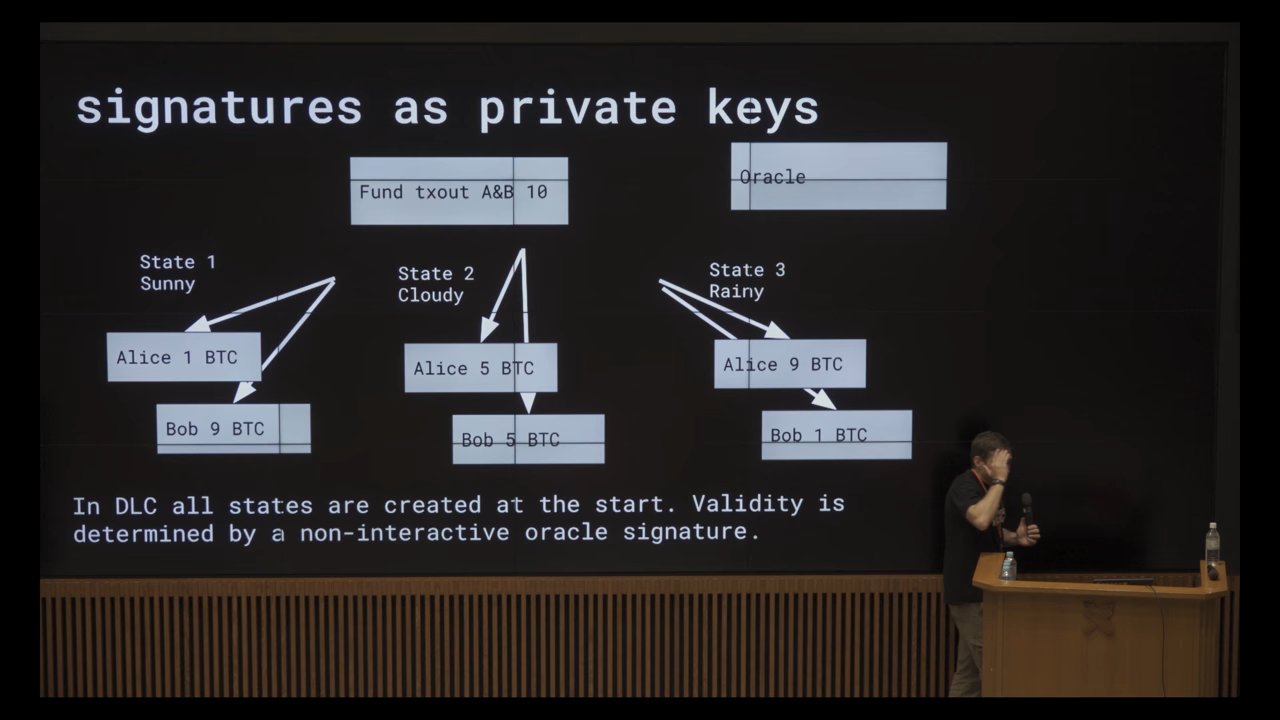 signatures as private keys
Fund txout A&B 10
Oracle
State 1
Sunny
State 2
Cloudy
State 3
Rainy
Alice 1 BTC
Alice 5 BTC
Alice 9 BTC
Bob 9 BTC
Bob 5 BTC
Bob 1 BTC
In DLC all states are created at the start. Validity is
determined by a non-interactive oracle signature.